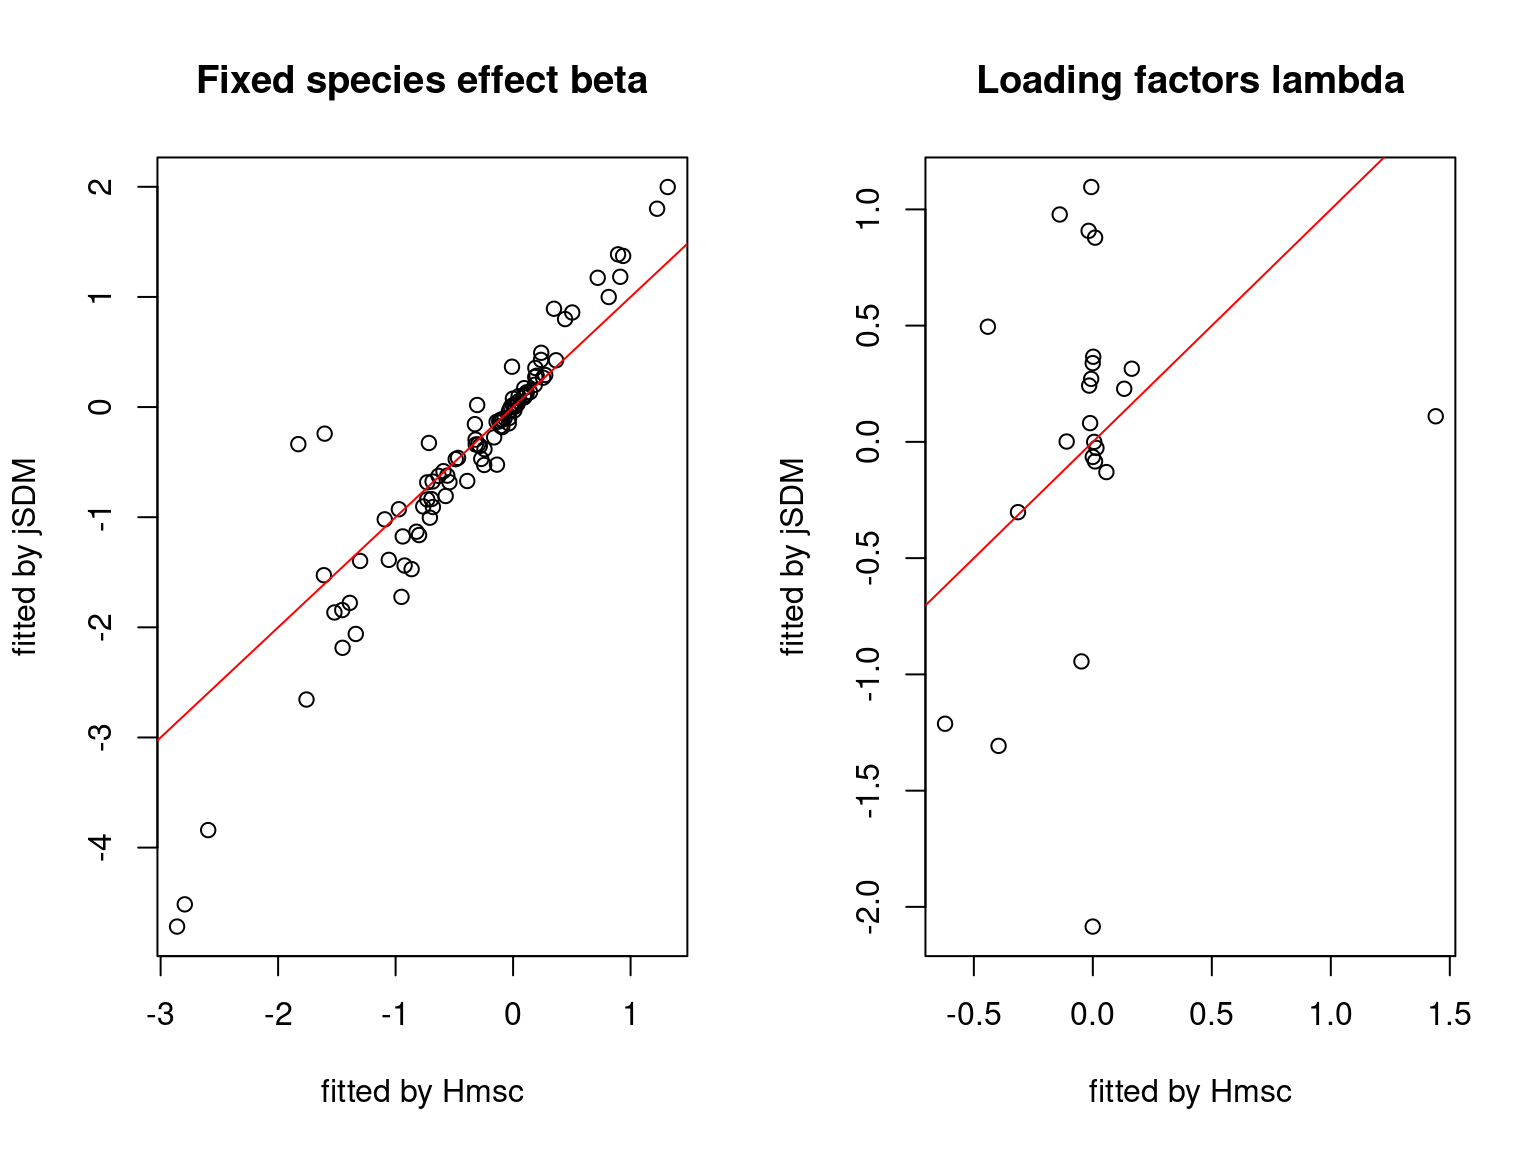 Fixed species effect beta
fitted by jSDM
2
1
0
-1
-2
-3
-4
-3 -2 -1 0 1
fitted by Hmsc
Loading factors lambda
fitted by jSDM
1.0
0.5
0.0
-0.5
-1.0
-1.5
-2.0
-0.5 0.0 0.5 1.0 1.5
fitted by Hmsc